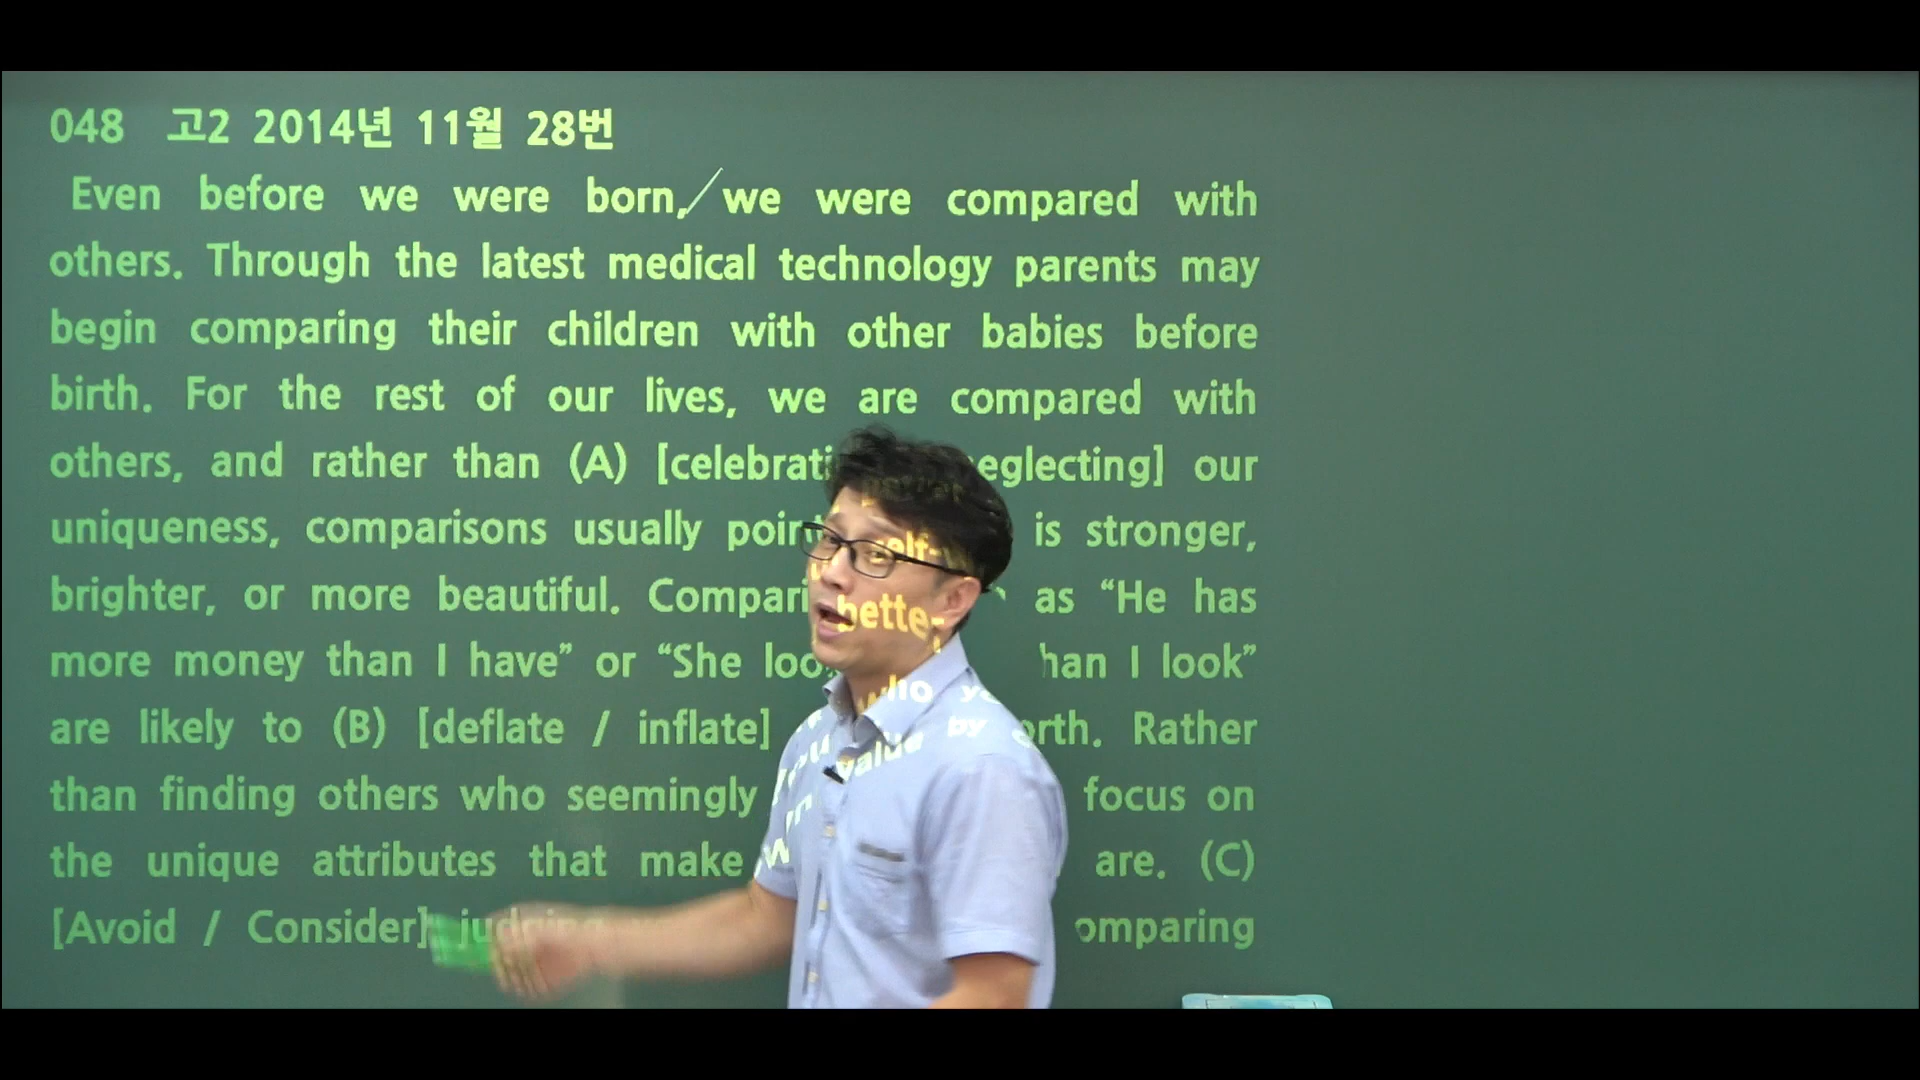 048 고2 2014년 11월 28번
Even before we were born, we were compared with
others. Through the latest medical technology parents may
begin comparing their children with other babies before
birth. For the rest of our lives, we are compared with
others, and rather than (A) [celebrati eglecting] our
uniqueness, comparisons usually point is stronger,
brighter, or more beautiful. Compari as “He has
more money than I have” or “She loo han I look”
are likely to (B) [deflate / inflate] orth. Rather
than finding others who seemingly focus on
the unique attributes that make are. (C)
[Avoid / Consider] judging omparing